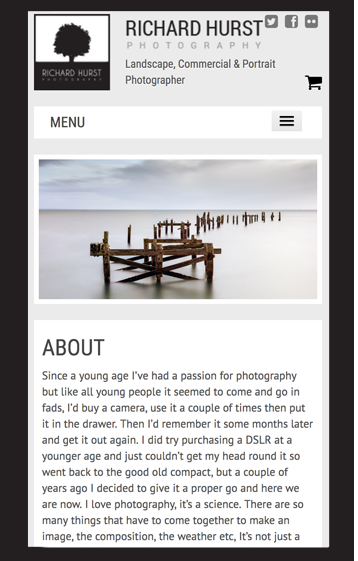 RICHARD HURST
PHOTOGRAPHY
RICHARD HURST
PHOTOGRAPHY
Landscape, Commercial & Portrait
Photographer
MENU
ABOUT
Since a young age I've had a passion for photography
but like all young people it seemed to come and go in
fads, I'd buy a camera, use it a couple of times then put
it in the drawer. Then I'd remember it some months later
and get it out again. I did try purchasing a DSLR at a
younger age and just couldn't get my head round it so
went back to the good old compact, but a couple of
years ago I decided to give it a proper go and here we
are now. I love photography, it's a science. There are so
many things that have to come together to make an
image, the composition, the weather etc, It's not just a